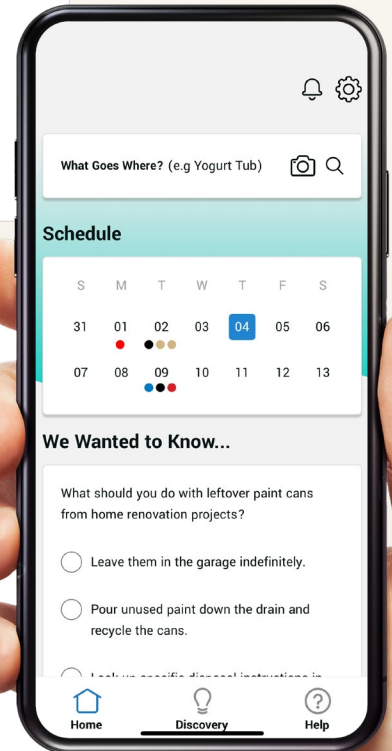 What Goes Where? (e.g Yogurt Tub)
Schedule
S M T W T F S
31 01 02 03 04 05 06
07 08 09 10 11 12 13
We Wanted to Know...
What should you do with leftover paint cans
from home renovation projects?
Leave them in the garage indefinitely.
Pour unused paint down the drain and
recycle the cans.
Home Discovery Help